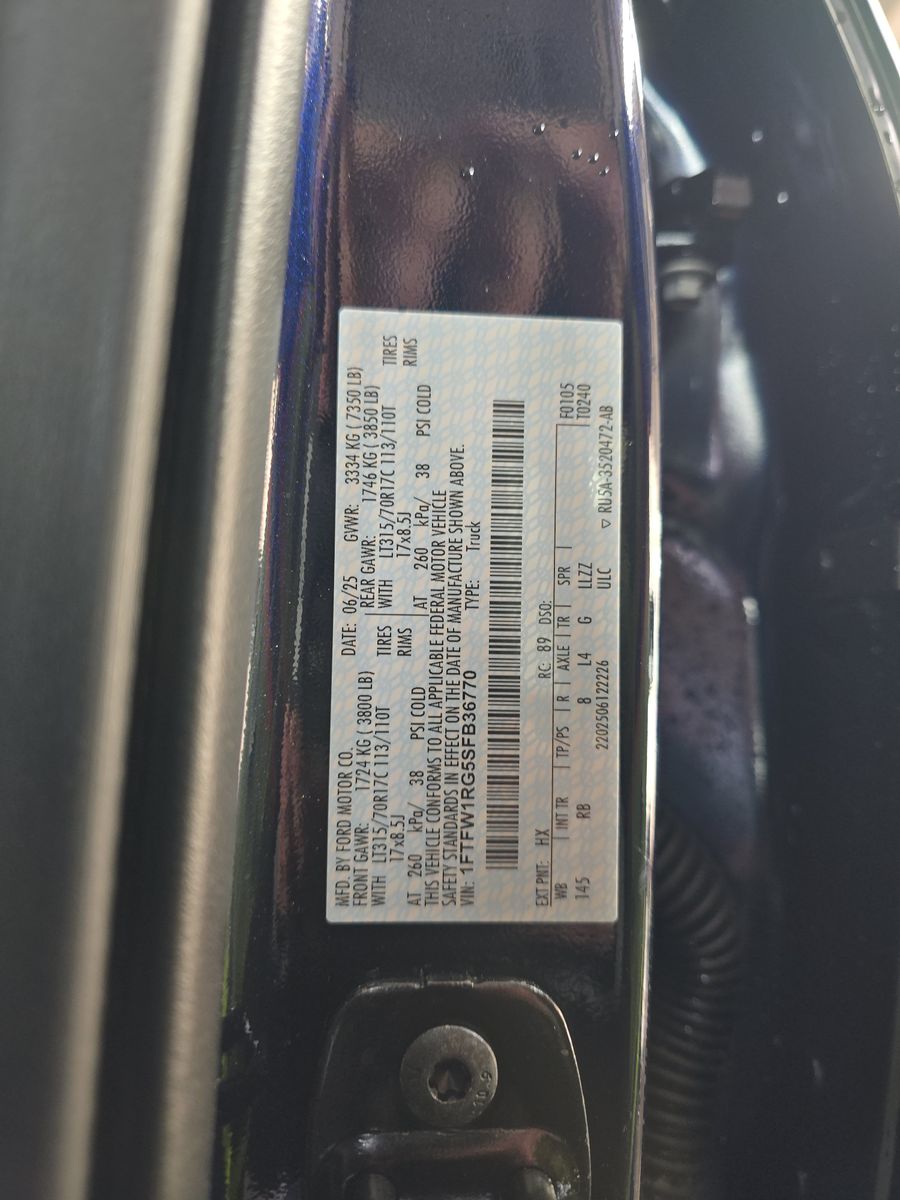 MFD. BY FORD MOTOR CO.
DATE: 06/25 GVWR: 3334 KG ( 7350 LB)
FRONT GAWR: 1724 KG ( 3800 LB) REAR GAWR: 1746 KG ( 3850 LB)
WITH LT315/70R17C 113/110T TIRES WITH LT315/70R17C 113/110T TIRES
17x8.5J RIMS 17x8.5J RIMS
AT 260 kPa/ 38 PSI COLD AT 260 kPa/ 38 PSI COLD
THIS VEHICLE CONFORMS TO ALL APPLICABLE FEDERAL MOTOR VEHICLE
SAFETY STANDARDS IN EFFECT ON THE DATE OF MANUFACTURE SHOWN ABOVE.
VIN: 1FTFW1RG5SFB36770 TYPE: Truck
EXT PNT: HX RC: 89 DSO: F0105
WB INT TR TP/PS R AXLE TR SPR T0240
145 RB 8 L4 G LLZZ
2202506122226 ULC ▽ RU5A-3520472-AB
10.9